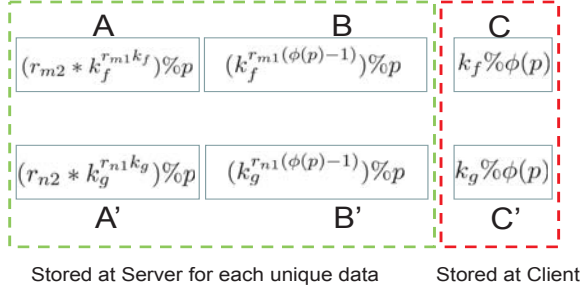 A B C
(r_{m2} * k_f^{r_{m1}k_f})%p (k_f^{r_{m1}(ϕ(p)−1)})%p k_f%ϕ(p)
(r_{n2} * k_g^{r_{n1}k_g})%p (k_g^{r_{n1}(ϕ(p)−1)})%p k_g%ϕ(p)
A' B' C'
Stored at Server for each unique data Stored at Client